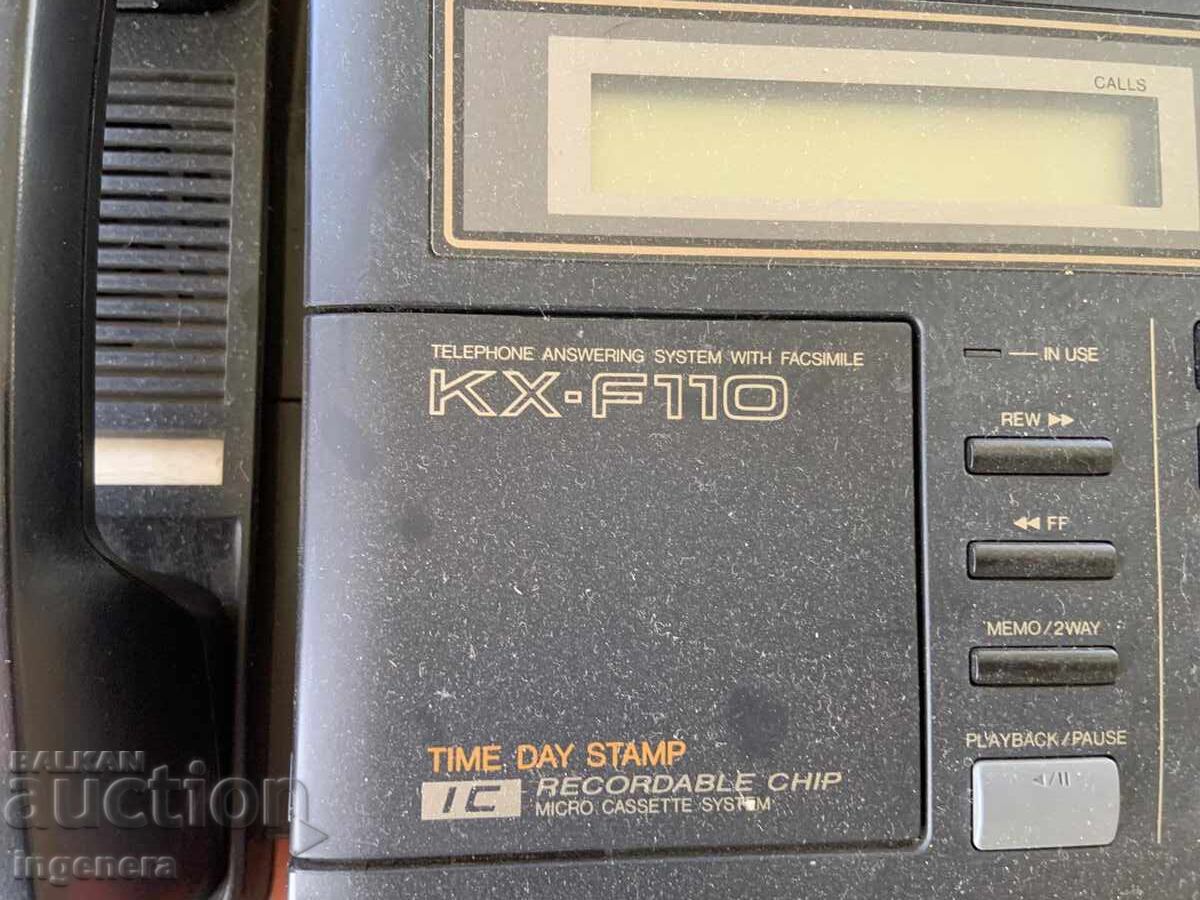 CALLS
TELEPHONE ANSWERING SYSTEM WITH FACSIMILE
KX-F110
IN USE
REW ▶▶
◀◀ FF
MEMO/2WAY
PLAYBACK/PAUSE
◁/II
TIME DAY STAMP
IC RECORDABLE CHIP
MICRO CASSETTE SYSTEM
BALKAN
auction
ingenera